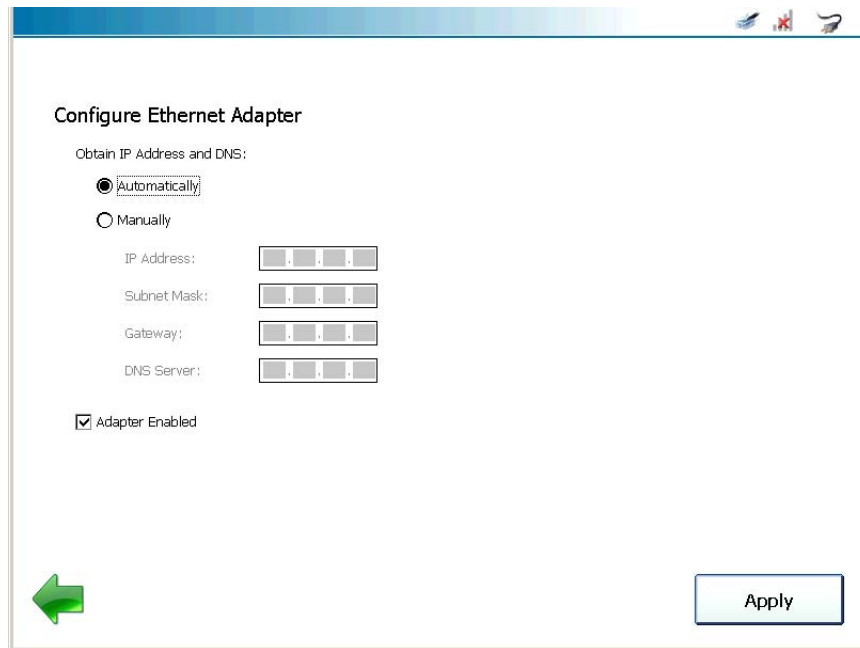 Configure Ethernet Adapter
Obtain IP Address and DNS:
Automatically
Manually
IP Address:
Subnet Mask:
Gateway:
DNS Server:
Adapter Enabled
Apply